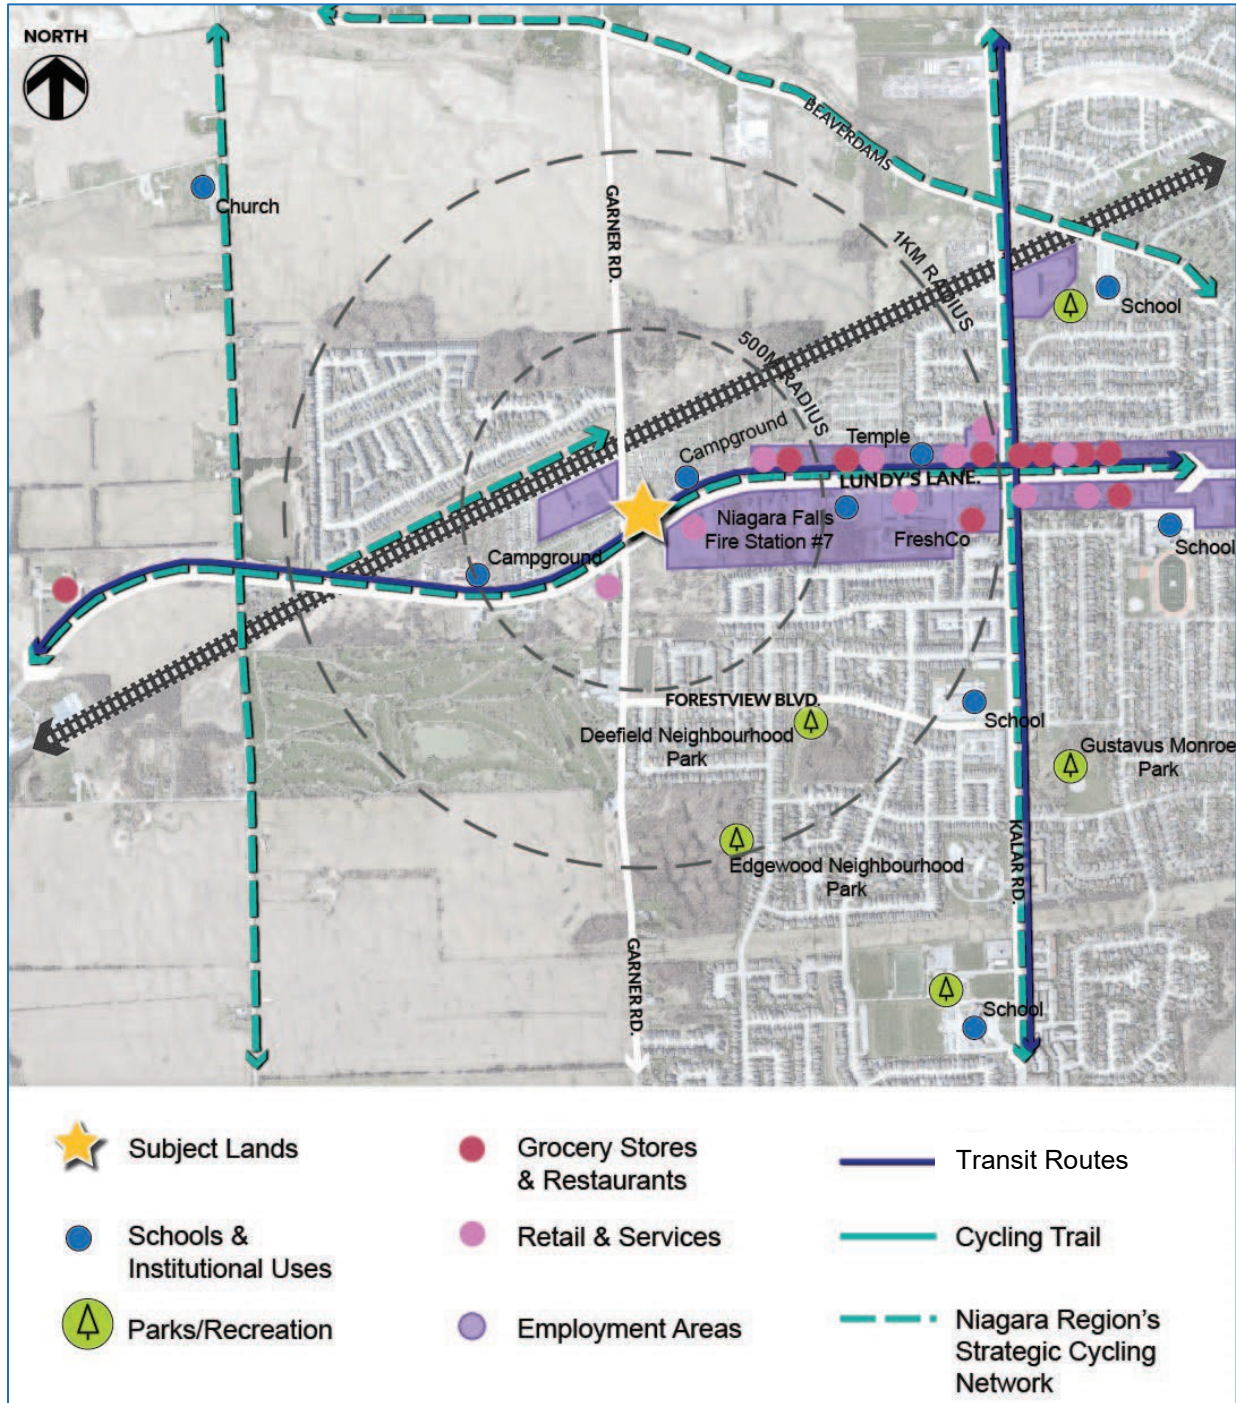 NORTH
BEAVERDAMS
Church
GARNER RD.
1KM RADIUS
School
500M RADIUS
Campground
Temple
LUNDY'S LANE.
Niagara Falls
Fire Station #7
FreshCo
School
Campground
FORESTVIEW BLVD.
School
Deefield Neighbourhood
Park
Gustavus Monroe
Park
KALAR RD.
Edgewood Neighbourhood
Park
GARNER RD.
School
Subject Lands
Grocery Stores
& Restaurants
Transit Routes
Schools &
Institutional Uses
Retail & Services
Cycling Trail
Parks/Recreation
Employment Areas
Niagara Region's
Strategic Cycling
Network